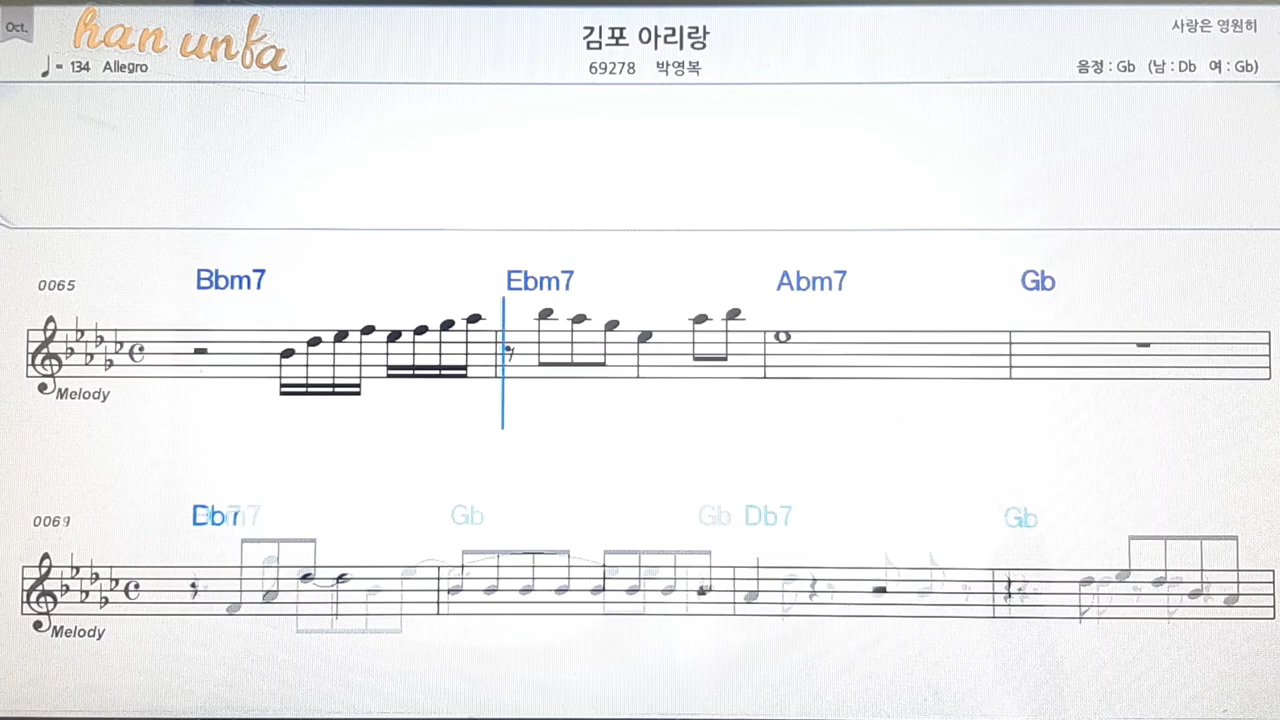 Oct.
han unfa
김포 아리랑
사랑은 영원히
= 134 Allegro
69278 박영복
음정 : Gb (남 : Db 여 : Gb)
0065
Bbm7 Ebm7 Abm7 Gb
Melody
0069
Db7 Gb Gb Db7 Gb
Melody